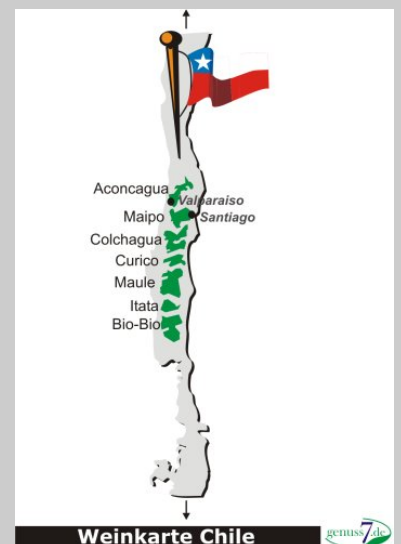 Aconcagua
Valparaiso
Maipo
Santiago
Colchagua
Curico
Maule
Itata
Bio-Bio
Weinkarte Chile
genuss7.de